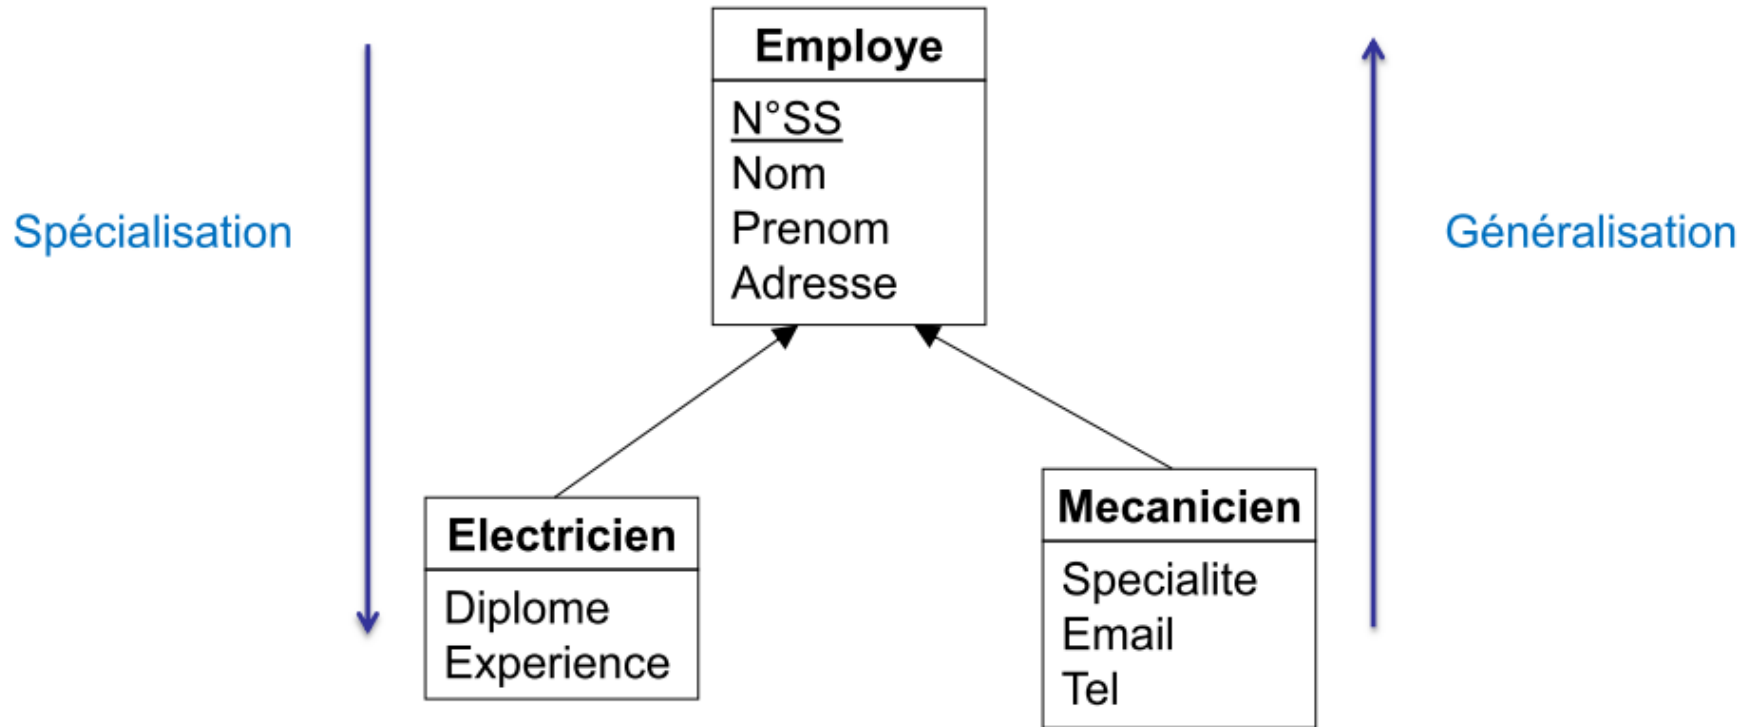 Employe
N°SS
Nom
Prenom
Adresse
Spécialisation
Généralisation
Electricien
Diplome
Experience
Mecanicien
Specialite
Email
Tel